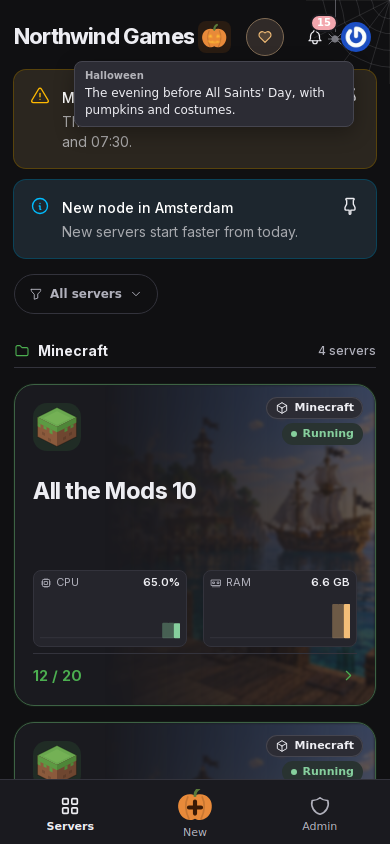 Northwind Games
15
Halloween
The evening before All Saints' Day, with
pumpkins and costumes.
and 07:30.
New node in Amsterdam
New servers start faster from today.
All servers
Minecraft
4 servers
Minecraft
Running
All the Mods 10
CPU
65.0%
RAM
6.6 GB
12 / 20
Minecraft
Running
Servers
New
Admin